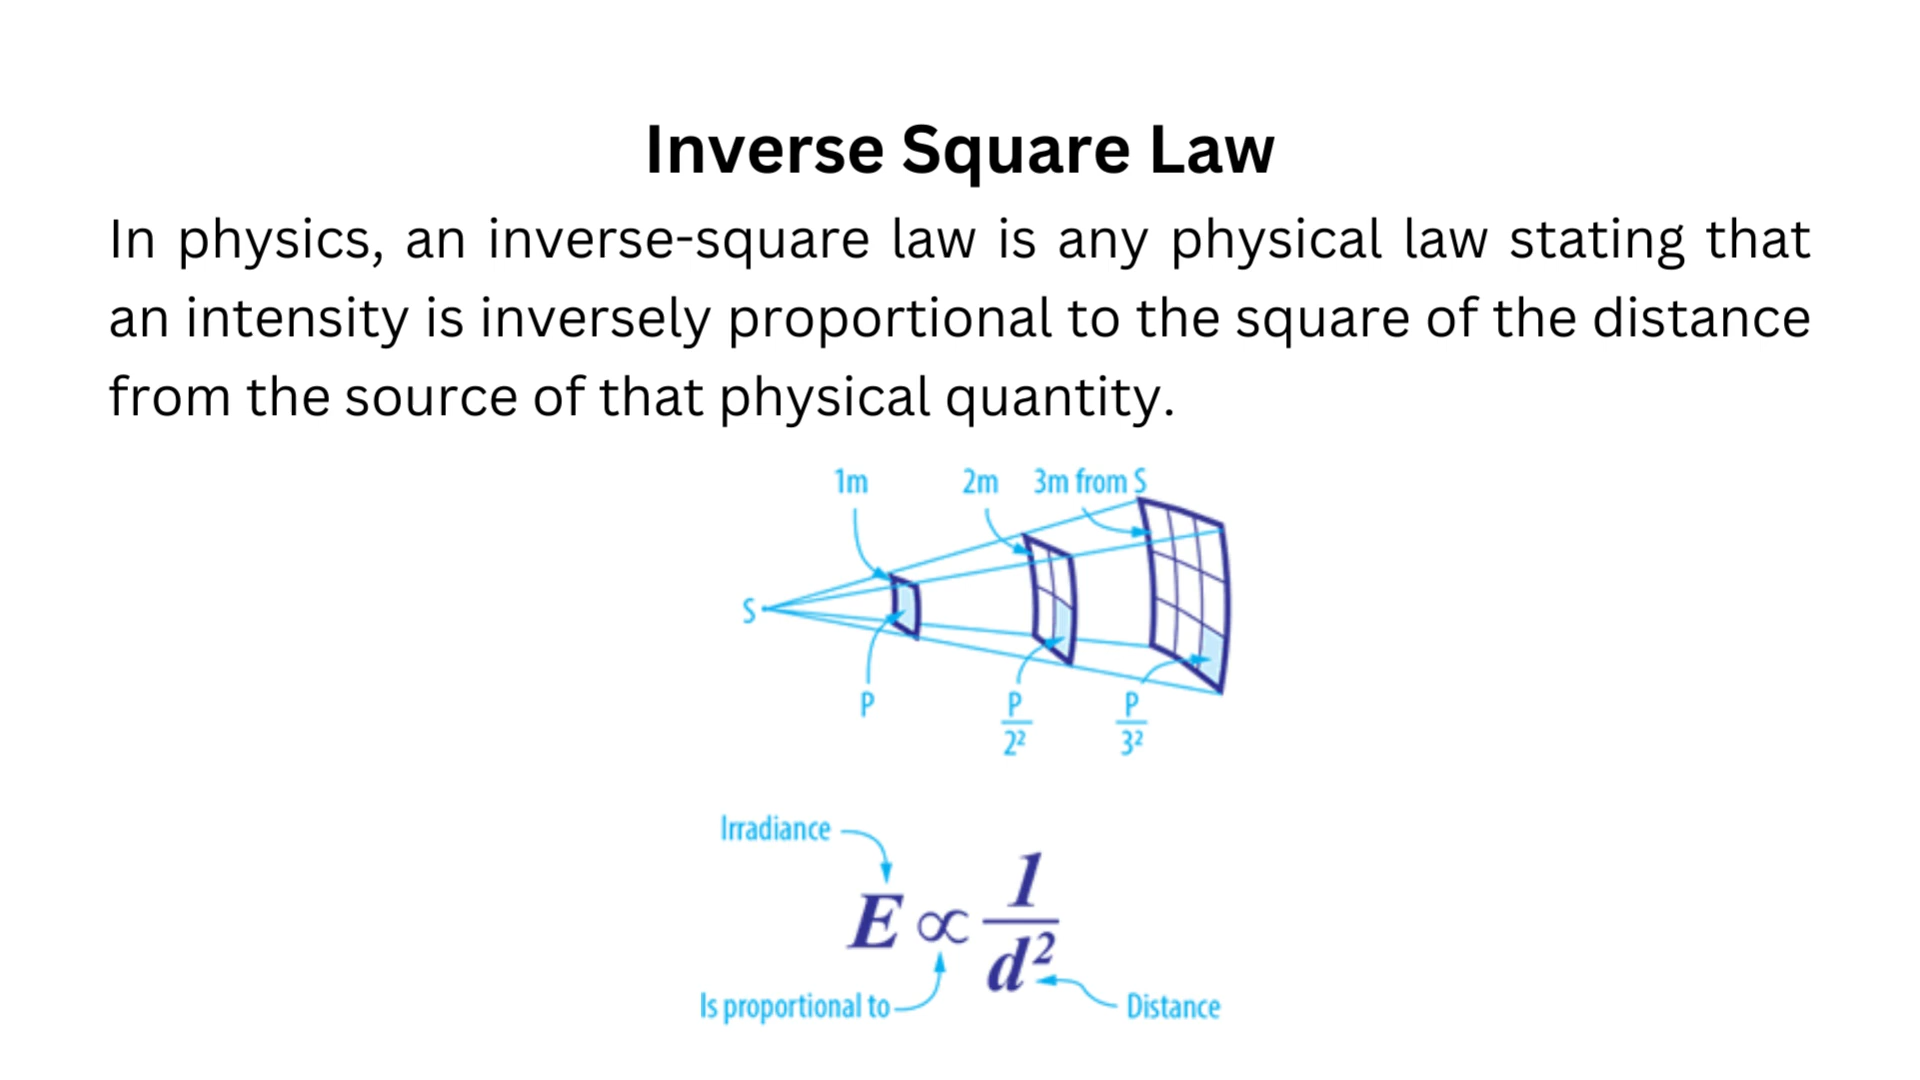 Inverse Square Law
In physics, an inverse-square law is any physical law stating that
an intensity is inversely proportional to the square of the distance
from the source of that physical quantity.
1m 2m 3m from S
S
P P/2² P/3²
Irradiance
E ∝ 1/d²
Is proportional to Distance